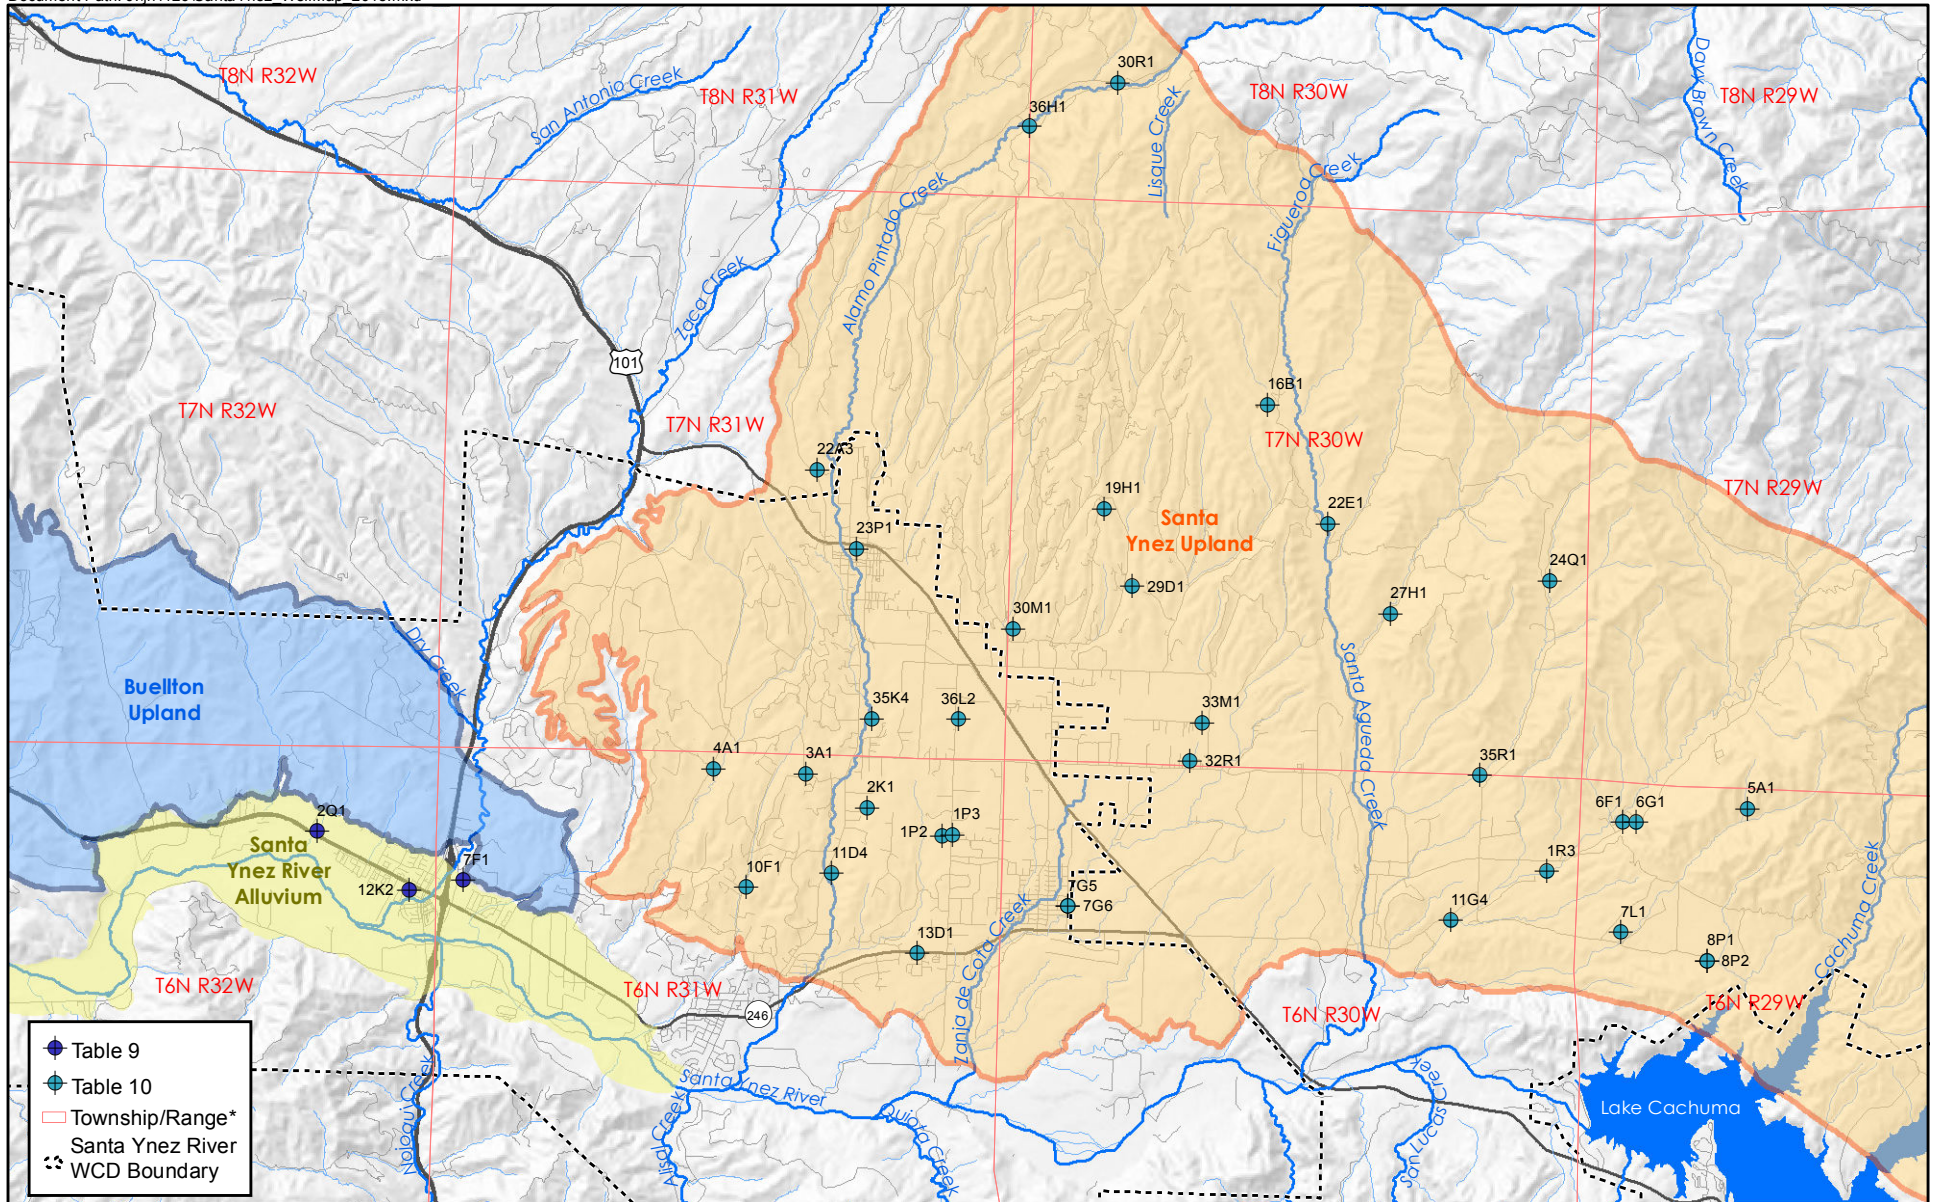 T8N R32W
San Antonio Creek
T8N R31W
30R1
36H1
Lisque Creek
T8N R30W
Davy Brown Creek
T8N R29W
Figueroa Creek
Alamo Pintado Creek
Zaca Creek
101
T7N R32W
T7N R31W
16B1
T7N R30W
22A3
19H1
Santa
Ynez Upland
22E1
T7N R29W
23P1
24Q1
29D1
27H1
30M1
Dry Creek
Buellton
Upland
35K4
36L2
33M1
Santa Agueda Creek
4A1
3A1
32R1
35R1
2K1
6F1
6G1
5A1
2Q1
1P2
1P3
Santa
Ynez River
Alluvium
7F1
12K2
10F1
11D4
1R3
7G5
7G6
11G4
7L1
13D1
8P1
8P2
Cachuma Creek
Zanja de Cota Creek
T6N R32W
T6N R31W
246
T6N R30W
T6N R29W
Table 9
Table 10
Township/Range*
Santa Ynez River
WCD Boundary
Nojoqui Creek
Alisal Creek
Santa Ynez River
Quiota Creek
San Lucas Creek
Lake Cachuma